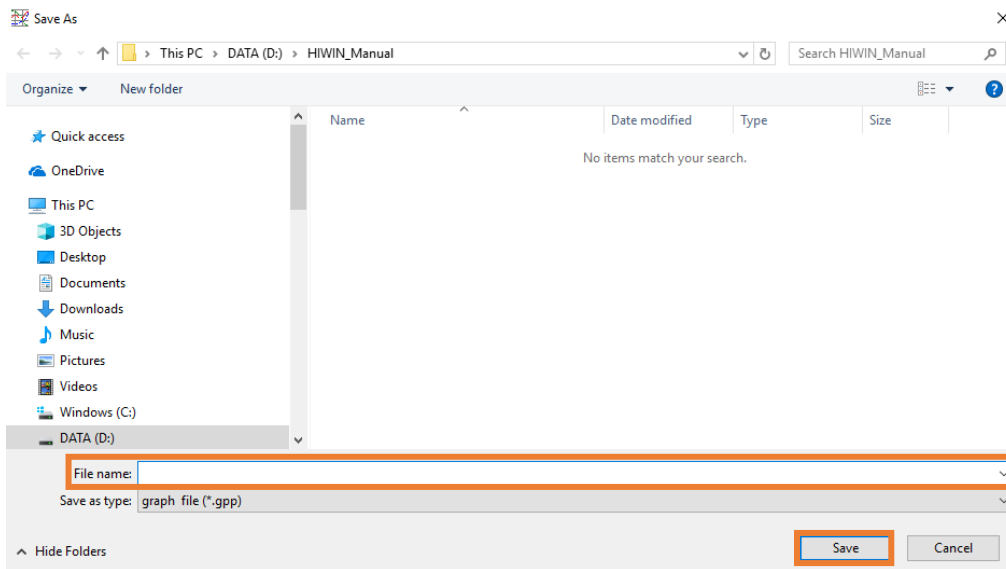 Save As
This PC > DATA (D:) > HIWIN_Manual
Search HIWIN_Manual
Organize
New folder
Name
Date modified
Type
Size
No items match your search.
Quick access
OneDrive
This PC
3D Objects
Desktop
Documents
Downloads
Music
Pictures
Videos
Windows (C:)
DATA (D:)
File name:
Save as type: graph file (*.gpp)
Hide Folders
Save
Cancel